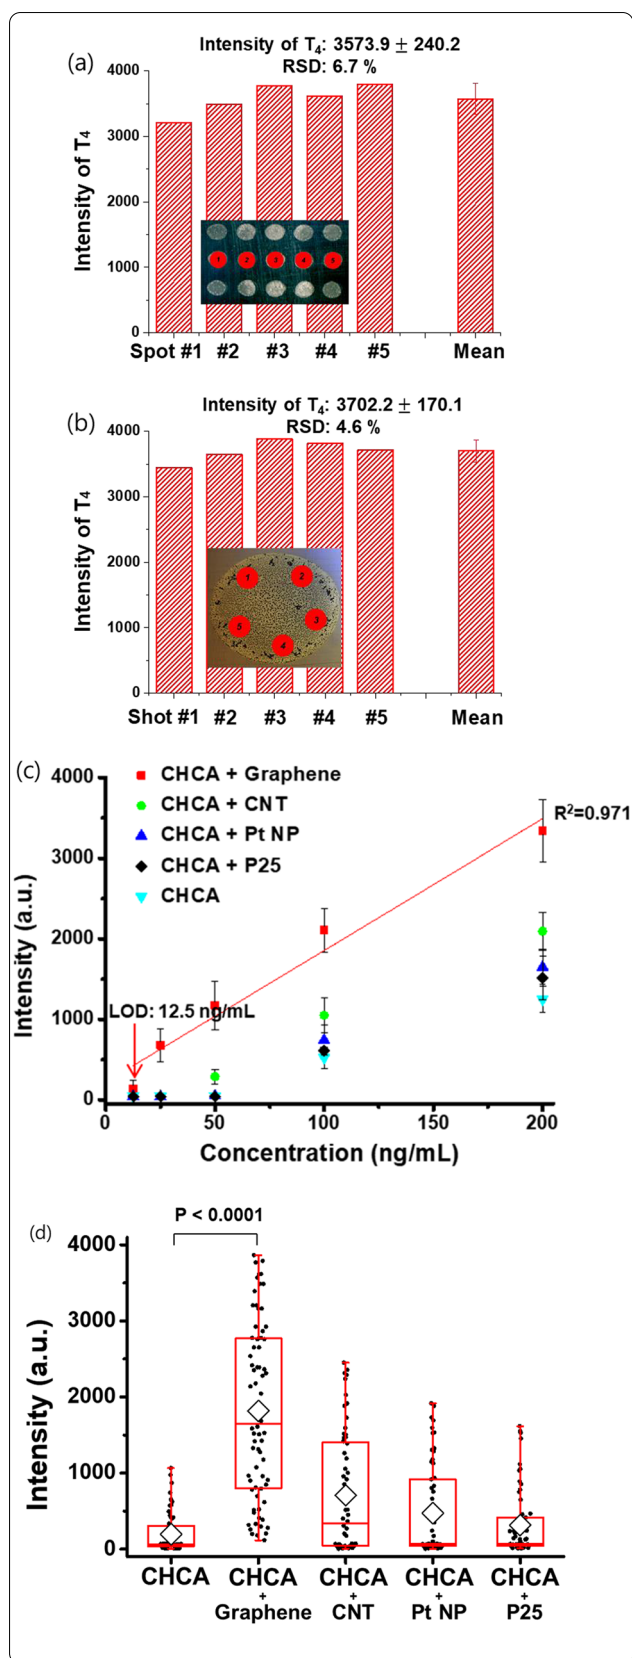 (a)
Intensity of T4: 3573.9 ± 240.2
RSD: 6.7 %
Intensity of T4
4000
3000
2000
1000
0
1 2 3 4 5
Spot #1 #2 #3 #4 #5 Mean
(b)
Intensity of T4: 3702.2 ± 170.1
RSD: 4.6 %
Intensity of T4
4000
3000
2000
1000
0
1 2
3
4
5
Shot #1 #2 #3 #4 #5 Mean
(c)
Intensity (a.u.)
4000
3000
2000
1000
0
CHCA + Graphene
CHCA + CNT
CHCA + Pt NP
CHCA + P25
CHCA
R2=0.971
LOD: 12.5 ng/mL
0 50 100 150 200
Concentration (ng/mL)
(d)
P < 0.0001
Intensity (a.u.)
4000
3000
2000
1000
0
CHCA CHCA CHCA CHCA CHCA
+ + + +
Graphene CNT Pt NP P25